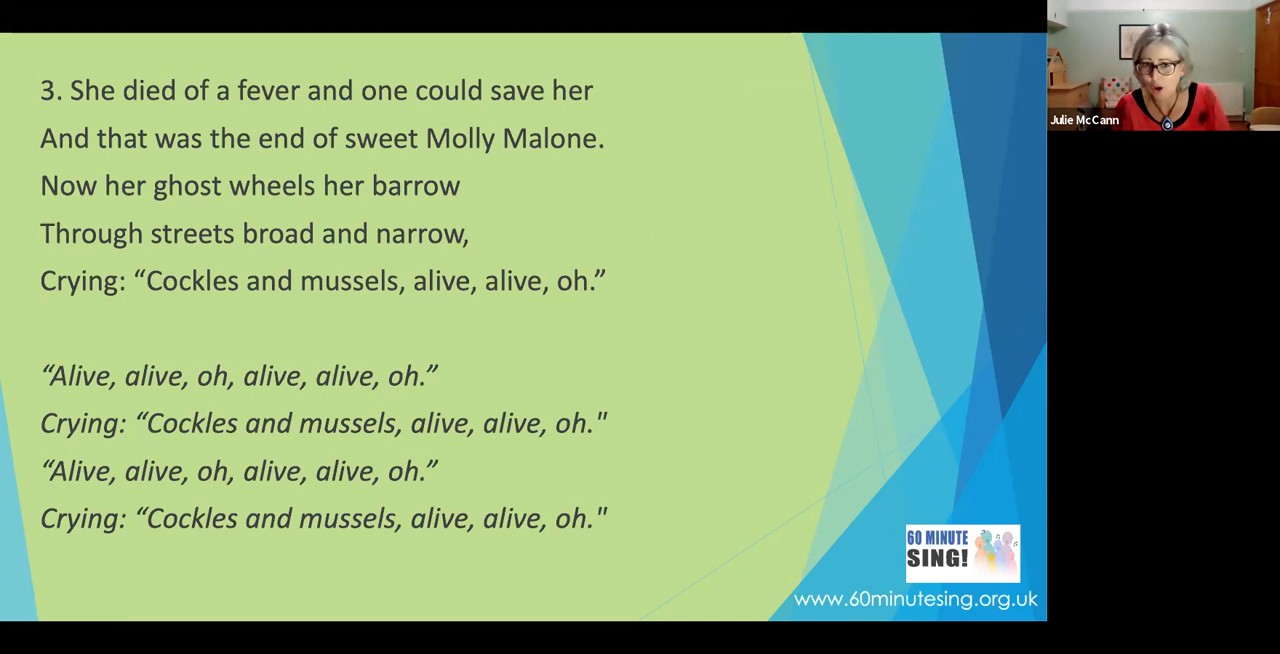 3. She died of a fever and one could save her
And that was the end of sweet Molly Malone.
Now her ghost wheels her barrow
Through streets broad and narrow,
Crying: “Cockles and mussels, alive, alive, oh.”
“Alive, alive, oh, alive, alive, oh.”
Crying: “Cockles and mussels, alive, alive, oh."
“Alive, alive, oh, alive, alive, oh.”
Crying: “Cockles and mussels, alive, alive, oh."
60 MINUTE
SING!
www.60minutesing.org.uk
Julie McCann